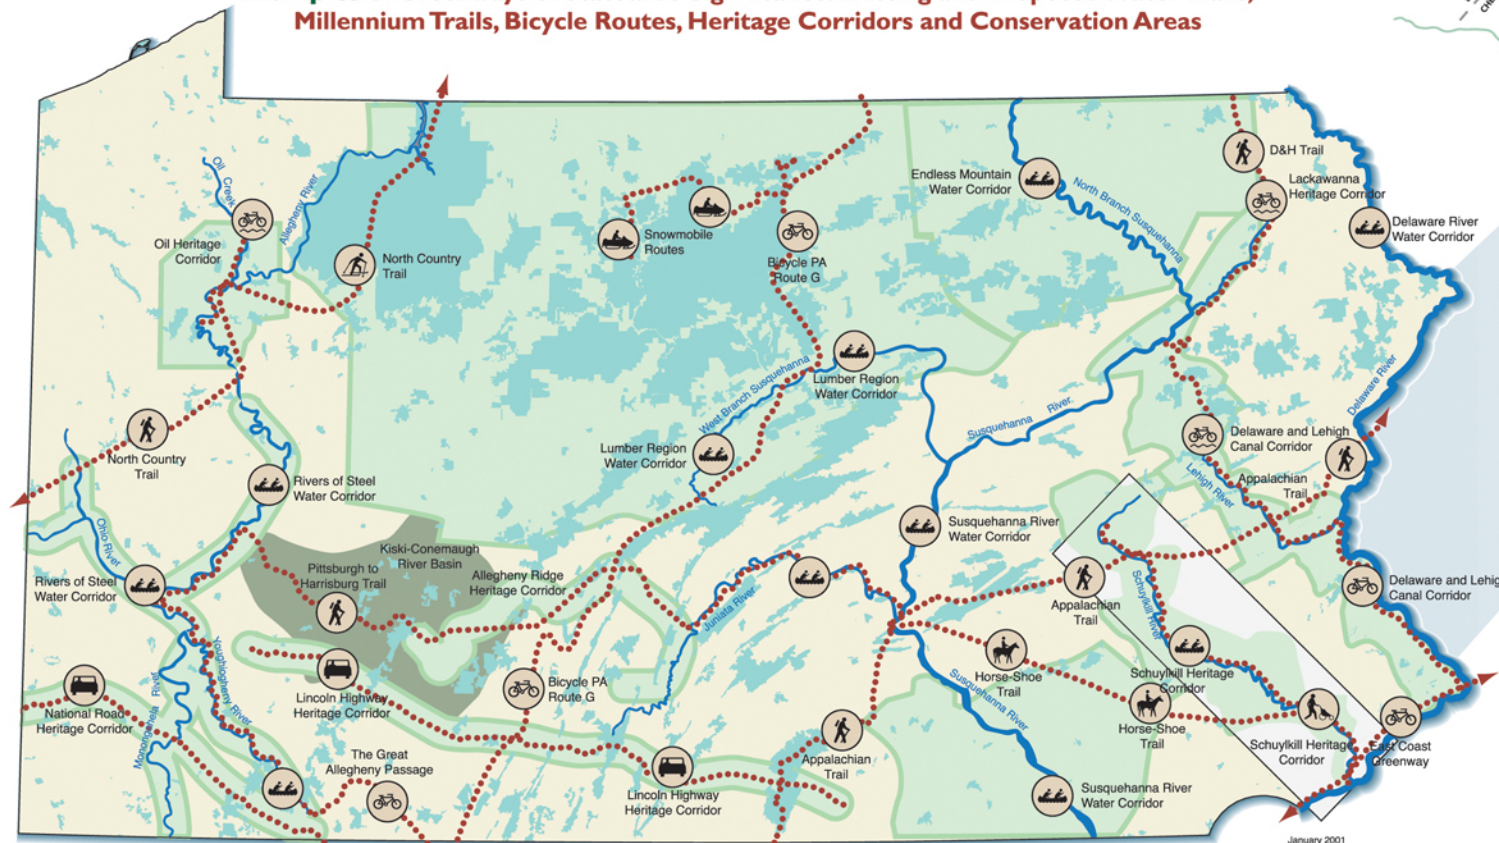 Millennium Trails, Bicycle Routes, Heritage Corridors and Conservation Areas
D&H Trail
Lackawanna
Heritage Corridor
Endless Mountain
Water Corridor
North Branch Susquehanna
Delaware River
Water Corridor
Oil Creek
Allegheny River
Oil Heritage
Corridor
North Country
Trail
Snowmobile
Routes
Bicycle PA
Route G
Lumber Region
Water Corridor
West Branch Susquehanna
Susquehanna River
Delaware River
North Country
Trail
Lumber Region
Water Corridor
Delaware and Lehigh
Canal Corridor
Appalachian
Trail
Lehigh River
Rivers of Steel
Water Corridor
Susquehanna River
Water Corridor
Ohio River
Kiski-Conemaugh
River Basin
Pittsburgh to
Harrisburg Trail
Allegheny Ridge
Heritage Corridor
Rivers of Steel
Water Corridor
Juniata River
Appalachian
Trail
Schuylkill River
Delaware and Lehig
Canal Corridor
Youghiogheny River
Monongahela River
National Road
Heritage Corridor
Lincoln Highway
Heritage Corridor
Bicycle PA
Route G
Horse-Shoe
Trail
Schuylkill Heritage
Corridor
Susquehanna River
Horse-Shoe
Trail
Schuylkill Heritage
Corridor
East Coast
Greenway
The Great
Allegheny Passage
Appalachian
Trail
Lincoln Highway
Heritage Corridor
Susquehanna River
Water Corridor
January 2001